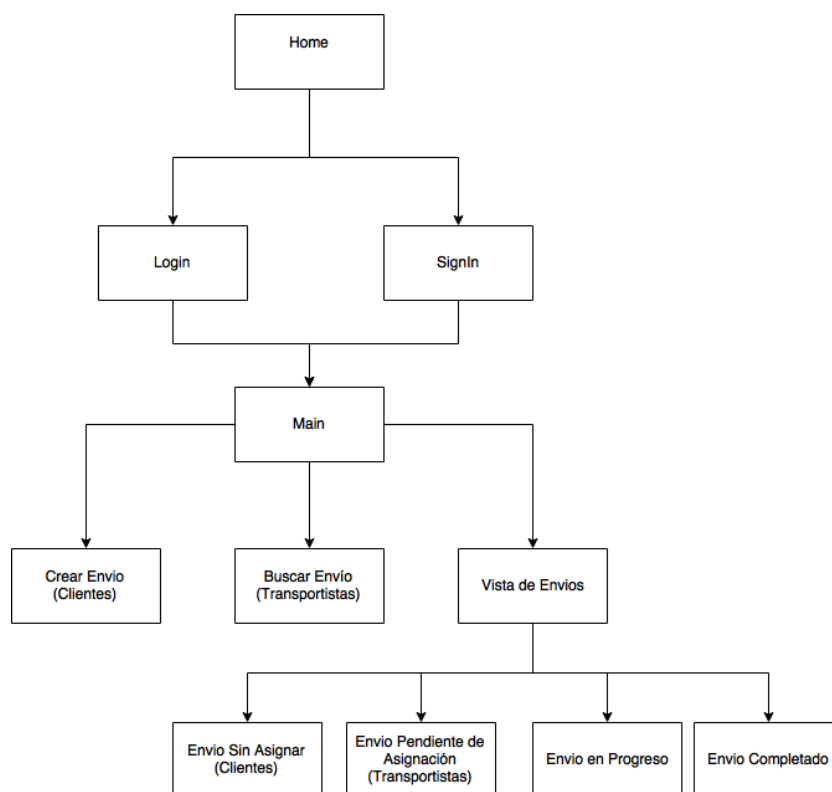 Home
Login
SignIn
Main
Crear Envio
(Clientes)
Buscar Envío
(Transportistas)
Vista de Envios
Envio Sin Asignar
(Clientes)
Envio Pendiente de
Asignación
(Transportistas)
Envio en Progreso
Envio Completado